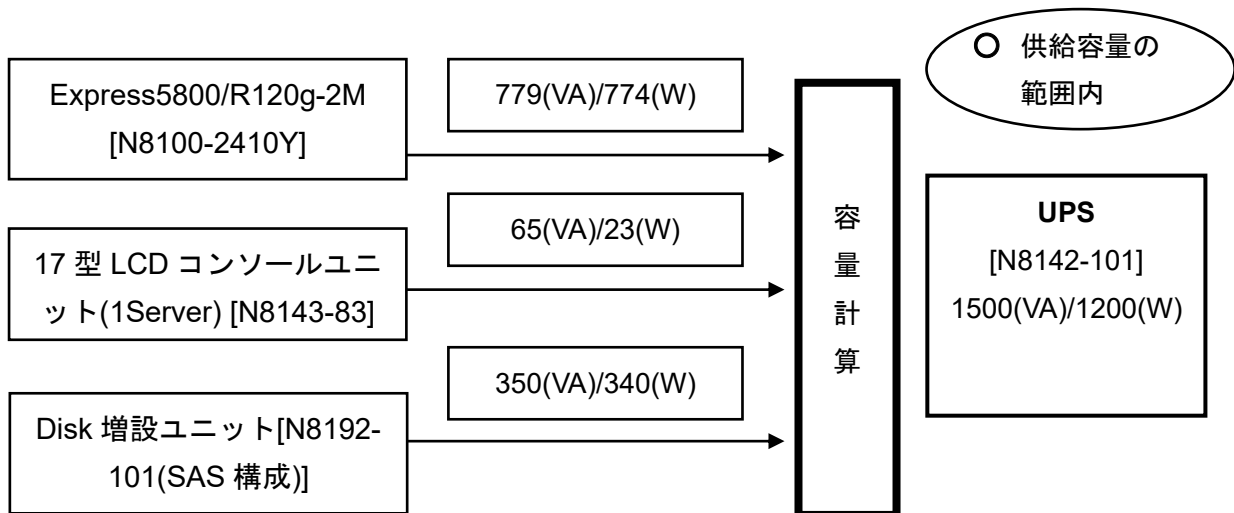 Express5800/R120g-2M
[N8100-2410Y]
779(VA)/774(W)
17 型 LCD コンソールユニ
ット(1Server) [N8143-83]
65(VA)/23(W)
Disk 増設ユニット[N8192-
101(SAS 構成)]
350(VA)/340(W)
容
量
計
算
○ 供給容量の
範囲内
UPS
[N8142-101]
1500(VA)/1200(W)